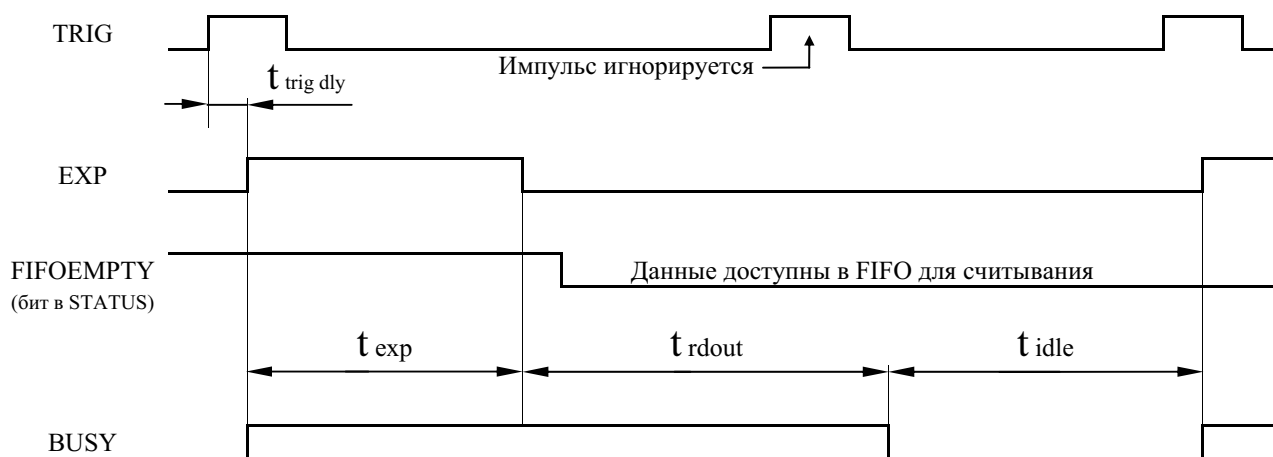 TRIG
Импульс игнорируется
t trig dly
EXP
FIFOEMPTY
(бит в STATUS)
Данные доступны в FIFO для считывания
t exp
t rdout
t idle
BUSY